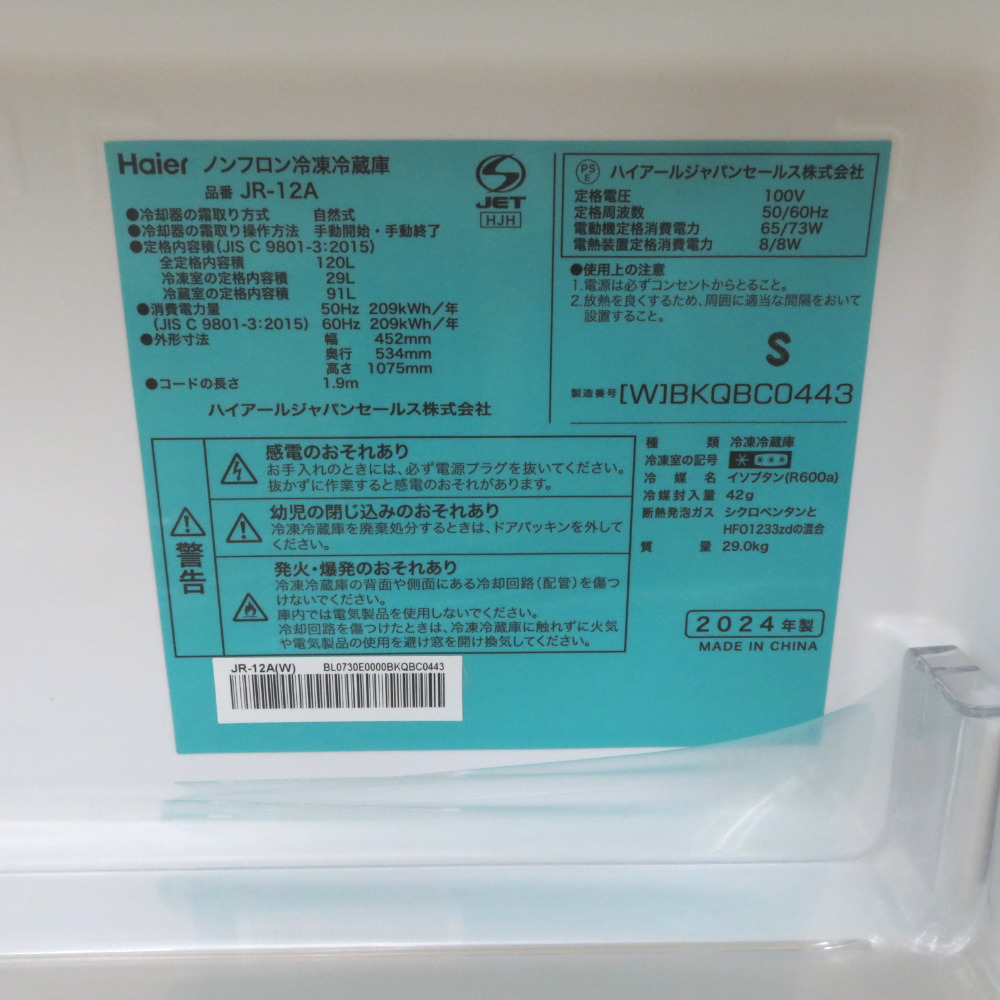 Haier ノンフロン冷凍冷蔵庫
品番 JR-12A
●冷却器の霜取り方式 自然式
●冷却器の霜取り操作方法 手動開始・手動終了
●定格内容積(JIS C 9801-3:2015)
全定格内容積 120L
冷凍室の定格内容積 29L
冷蔵室の定格内容積 91L
●消費電力量 50Hz 209kWh/年
(JIS C 9801-3:2015) 60Hz 209kWh/年
●外形寸法 幅 452mm
奥行 534mm
高さ 1075mm
●コードの長さ 1.9m
ハイアールジャパンセールス株式会社
S
JET
HJH
PS
E ハイアールジャパンセールス株式会社
定格電圧 100V
定格周波数 50/60Hz
電動機定格消費電力 65/73W
電熱装置定格消費電力 8/8W
●使用上の注意
1.電源は必ずコンセントからとること。
2.放熱を良くするため、周囲に適当な間隔をおいて
設置すること。
S
製造番号 [W]BKQBC0443
警告
感電のおそれあり
お手入れのときには、必ず電源プラグを抜いてください。
抜かずに作業すると感電のおそれがあります。
幼児の閉じ込めのおそれあり
冷凍冷蔵庫を廃棄処分するときは、ドアパッキンを外して
ください。
発火・爆発のおそれあり
冷凍冷蔵庫の背面や側面にある冷却回路(配管)を傷つ
けないでください。
庫内では電気製品を使用しないでください。
冷却回路を傷つけたときは、冷凍冷蔵庫に触れずに火気
や電気製品の使用を避け窓を開け換気してください。
種類 冷凍冷蔵庫
冷凍室の記号
冷媒名 イソブタン(R600a)
冷媒封入量 42g
断熱発泡ガス シクロペンタンと
HFO1233zdの混合
質量 29.0kg
2024年製
MADE IN CHINA
JR-12A(W) BL0730E0000BKQBC0443